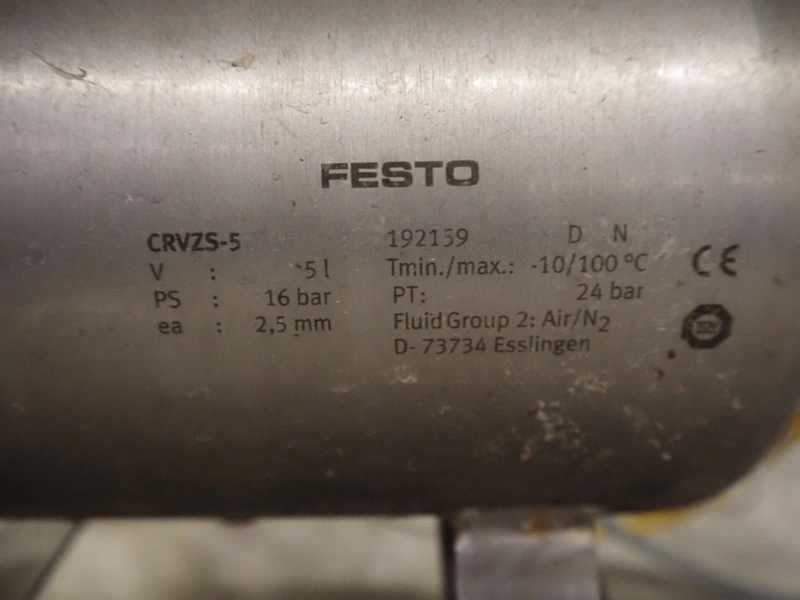 FESTO
CRVZS-5
V : 5 l
PS : 16 bar
ea : 2,5 mm
192159 D N
Tmin./max.: -10/100 °C
PT: 24 bar
Fluid Group 2: Air/N2
D- 73734 Esslingen
CE